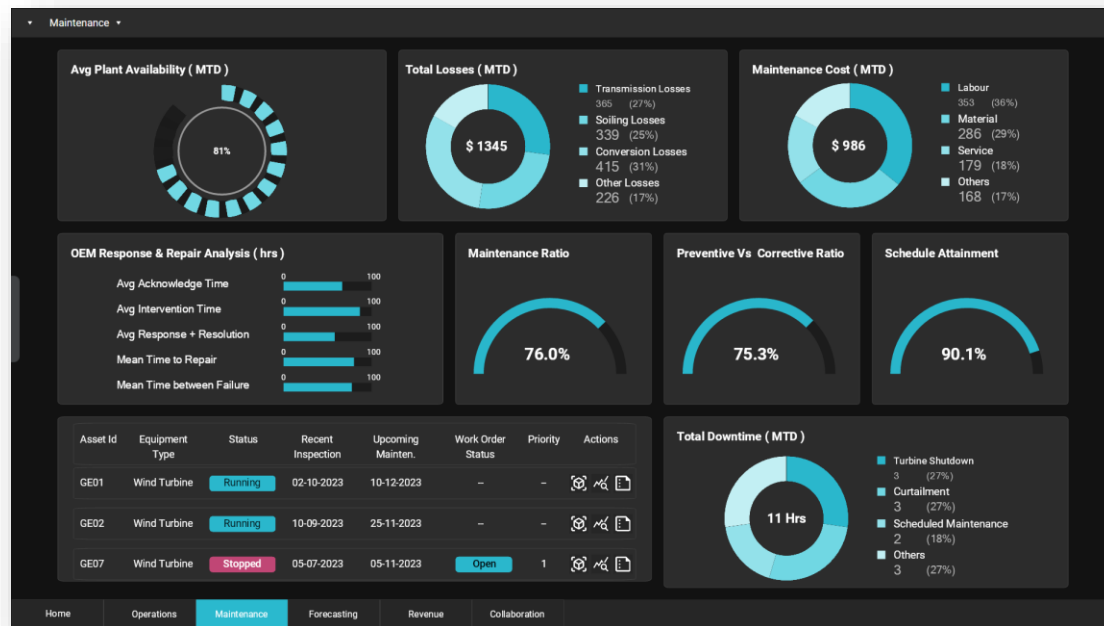 Maintenance
Avg Plant Availability ( MTD )
81%
Total Losses ( MTD )
$ 1345
Transmission Losses
365 (27%)
Soiling Losses
339 (25%)
Conversion Losses
415 (31%)
Other Losses
226 (17%)
Maintenance Cost ( MTD )
$ 986
Labour
353 (36%)
Material
286 (29%)
Service
179 (18%)
Others
168 (17%)
OEM Response & Repair Analysis ( hrs )
0 100
Avg Acknowledge Time
0 100
Avg Intervention Time
0 100
Avg Response + Resolution
0 100
Mean Time to Repair
0 100
Mean Time between Failure
Maintenance Ratio
76.0%
Preventive Vs Corrective Ratio
75.3%
Schedule Attainment
90.1%
Asset Id Equipment Type Status Recent Inspection Upcoming Mainten. Work Order Status Priority Actions
GE01 Wind Turbine Running 02-10-2023 10-12-2023 -- --
GE02 Wind Turbine Running 10-09-2023 25-11-2023 -- --
GE07 Wind Turbine Stopped 05-07-2023 05-11-2023 Open 1
Total Downtime ( MTD )
11 Hrs
Turbine Shutdown
3 (27%)
Curtailment
3 (27%)
Scheduled Maintenance
2 (18%)
Others
3 (27%)
Home Operations Maintenance Forecasting Revenue Collaboration